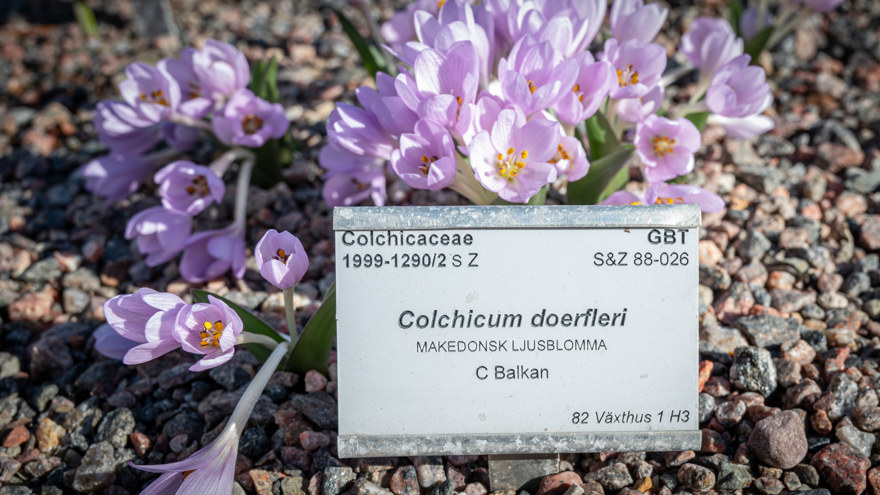 Colchicaceae GBT
1999-1290/2 S Z S&Z 88-026
Colchicum doerfleri
MAKEDONSK LJUSBLOMMA
C Balkan
82 Växthus 1 H3